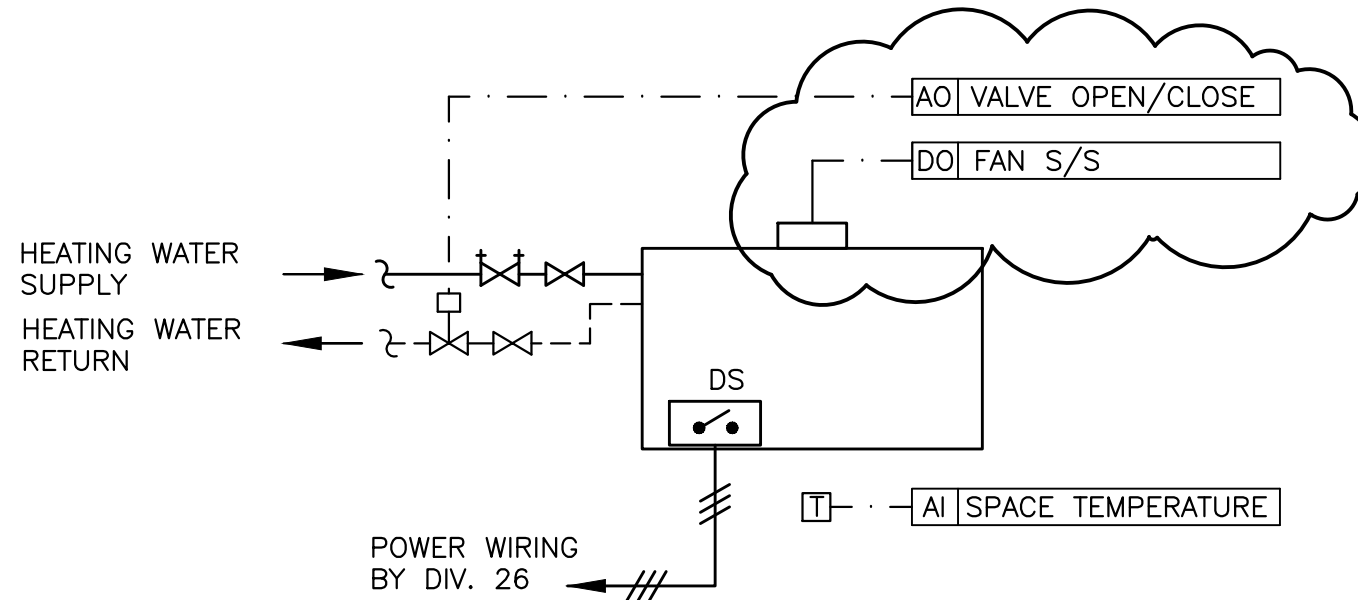 AO VALVE OPEN/CLOSE
DO FAN S/S
HEATING WATER
SUPPLY
HEATING WATER
RETURN
DS
T AI SPACE TEMPERATURE
POWER WIRING
BY DIV. 26